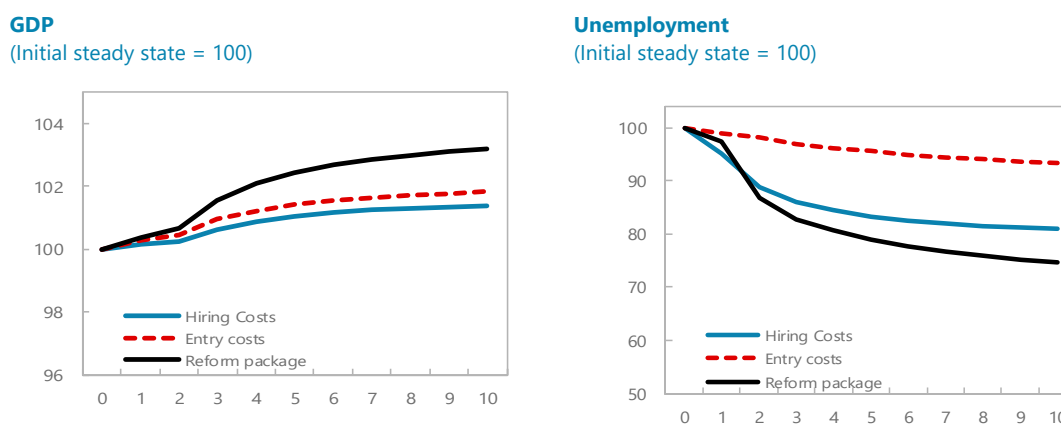 GDP
(Initial steady state = 100)
104
102
100
98
96
Hiring Costs
Entry costs
Reform package
0 1 2 3 4 5 6 7 8 9 10
Unemployment
(Initial steady state = 100)
100
90
80
70
60
50
Hiring Costs
Entry costs
Reform package
0 1 2 3 4 5 6 7 8 9 10